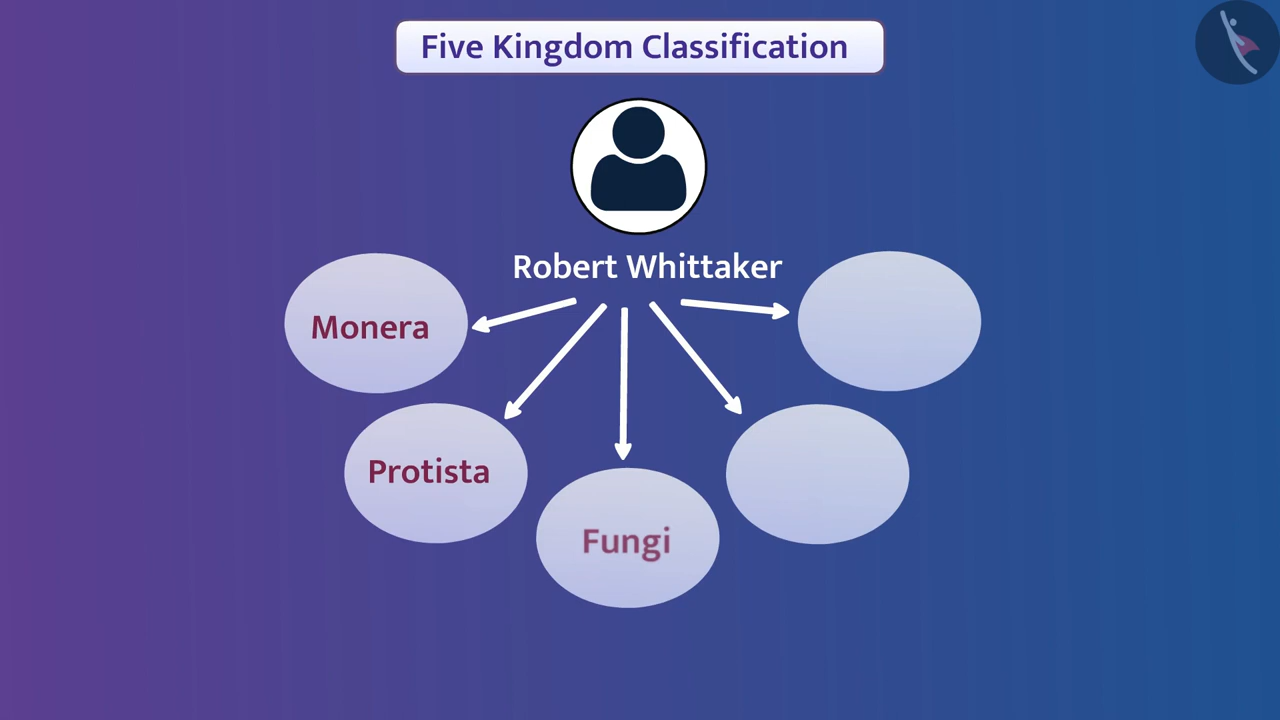 Five Kingdom Classification
Robert Whittaker
Monera
Protista
Fungi